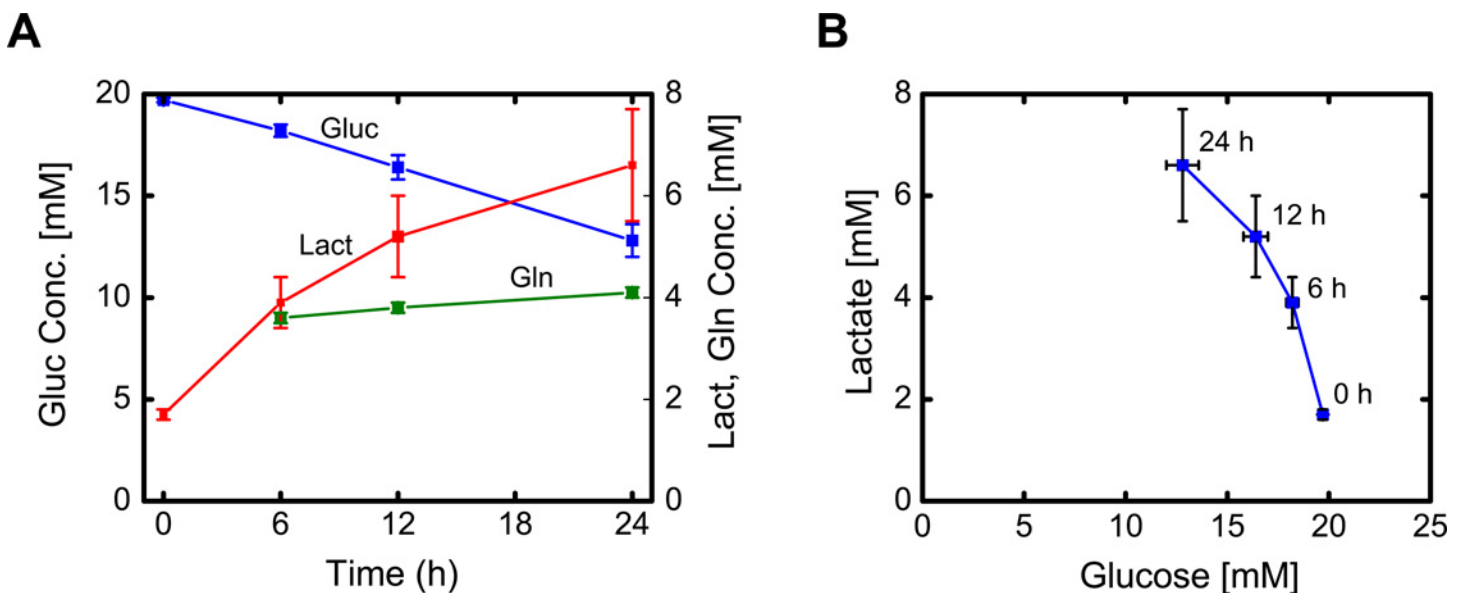 A
B
20
15
10
5
0
Gluc Conc. [mM]
Gluc
Lact
Gln
8
6
4
2
0
Lact, Gln Conc. [mM]
0
6
12
18
24
Time (h)
8
6
4
2
0
Lactate [mM]
24 h
12 h
6 h
0 h
0
5
10
15
20
25
Glucose [mM]